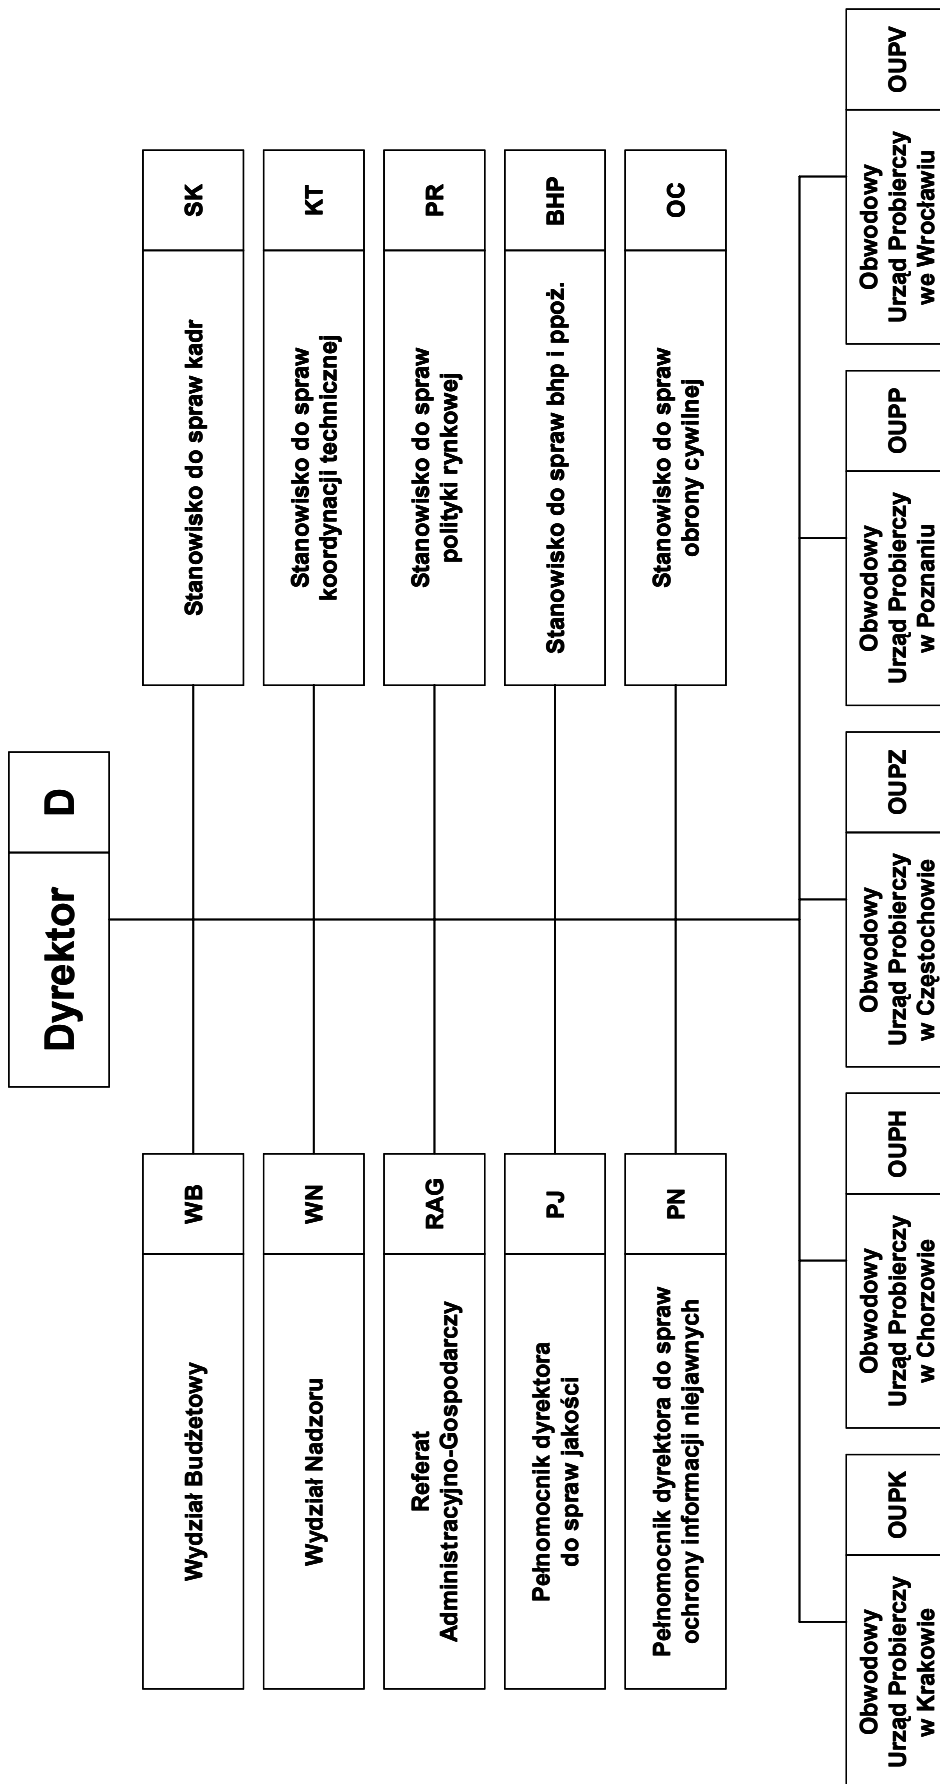 Dyrektor
D
Wydział Budżetowy
WB
Stanowisko do spraw kadr
SK
Wydział Nadzoru
WN
Stanowisko do spraw
koordynacji technicznej
KT
Referat
Administracyjno-Gospodarczy
RAG
Stanowisko do spraw
polityki rynkowej
PR
Pełnomocnik dyrektora
do spraw jakości
PJ
Stanowisko do spraw bhp i ppoż.
BHP
Pełnomocnik dyrektora do spraw
ochrony informacji niejawnych
PN
Stanowisko do spraw
obrony cywilnej
OC
Obwodowy
Urząd Probierczy
w Krakowie
OUPK
Obwodowy
Urząd Probierczy
w Chorzowie
OUPH
Obwodowy
Urząd Probierczy
w Częstochowie
OUPZ
Obwodowy
Urząd Probierczy
w Poznaniu
OUPP
Obwodowy
Urząd Probierczy
we Wrocławiu
OUPV